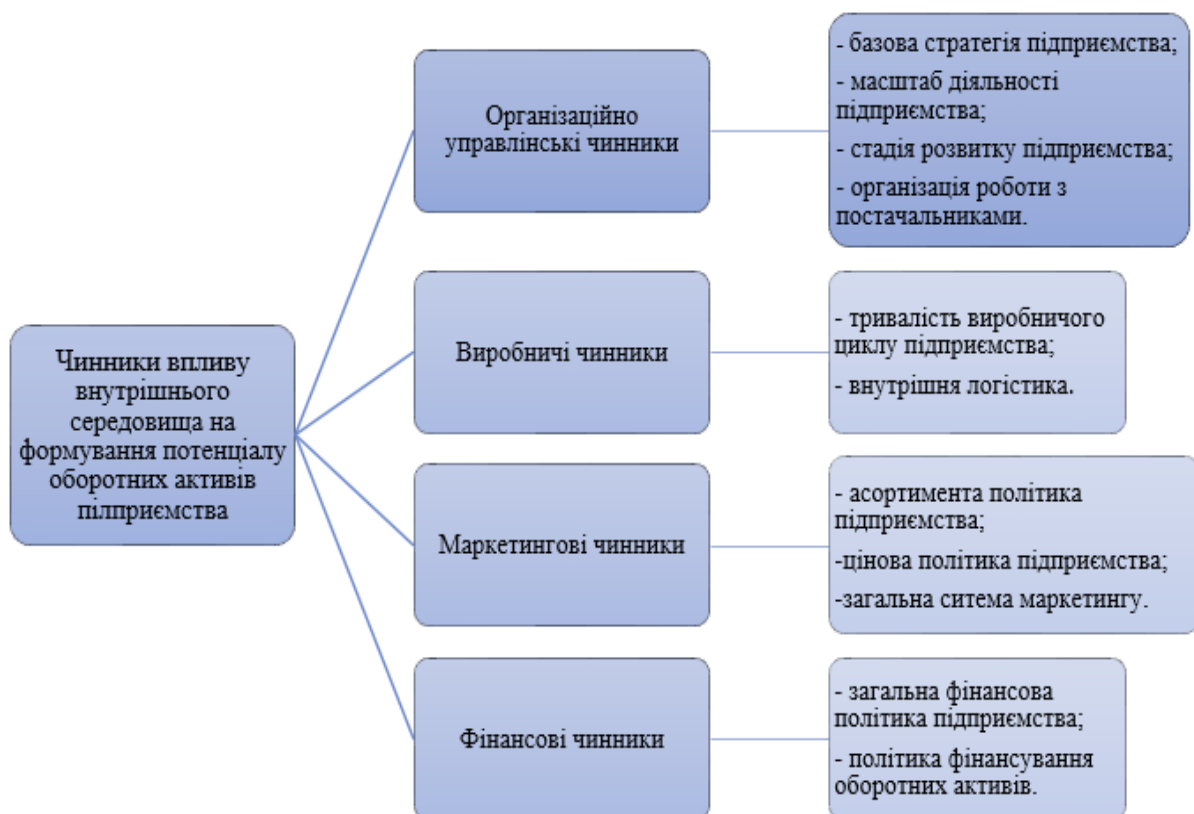 Чинники впливу
внутрішнього
середовища на
формування потенціалу
оборотних активів
пілприємства
Організаційно
управлінські чинники
- базова стратегія підприємства;
- масштаб діяльності
підприємства;
- стадія розвитку підприємства;
- організація роботи з
постачальниками.
Виробничі чинники
- тривалість виробничого
циклу підприємства;
- внутрішня логістика.
Маркетингові чинники
- асортимента політика
підприємства;
-цінова політика підприємства;
-загальна ситема маркетингу.
Фінансові чинники
- загальна фінансова
політика підприємства;
- політика фінансування
оборотних активів.